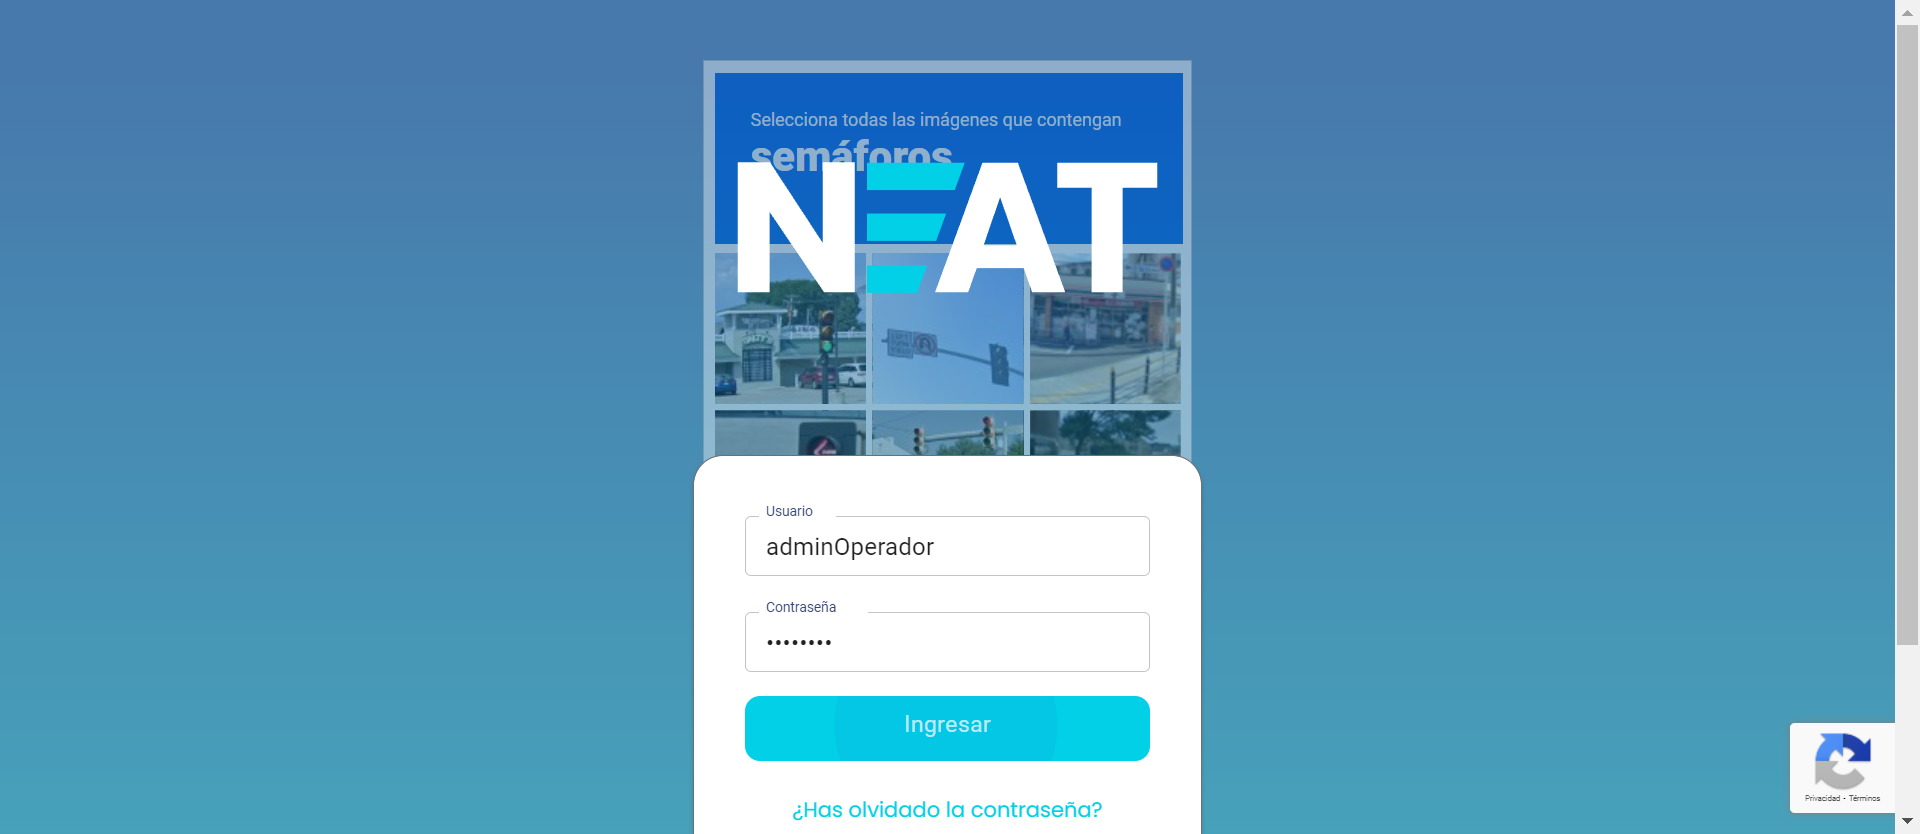 Selecciona todas las imágenes que contengan
semáforos
NEAT
Usuario
adminOperador
Contraseña
••••••••
Ingresar
¿Has olvidado la contraseña?
Privacidad - Términos